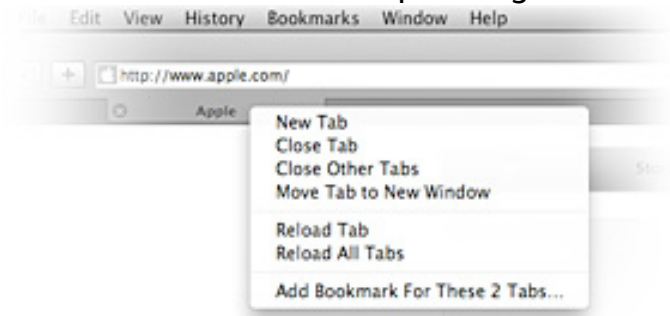 File Edit View History Bookmarks Window Help
+ http://www.apple.com/
Apple
New Tab
Close Tab
Close Other Tabs
Move Tab to New Window
Reload Tab
Reload All Tabs
Add Bookmark For These 2 Tabs...